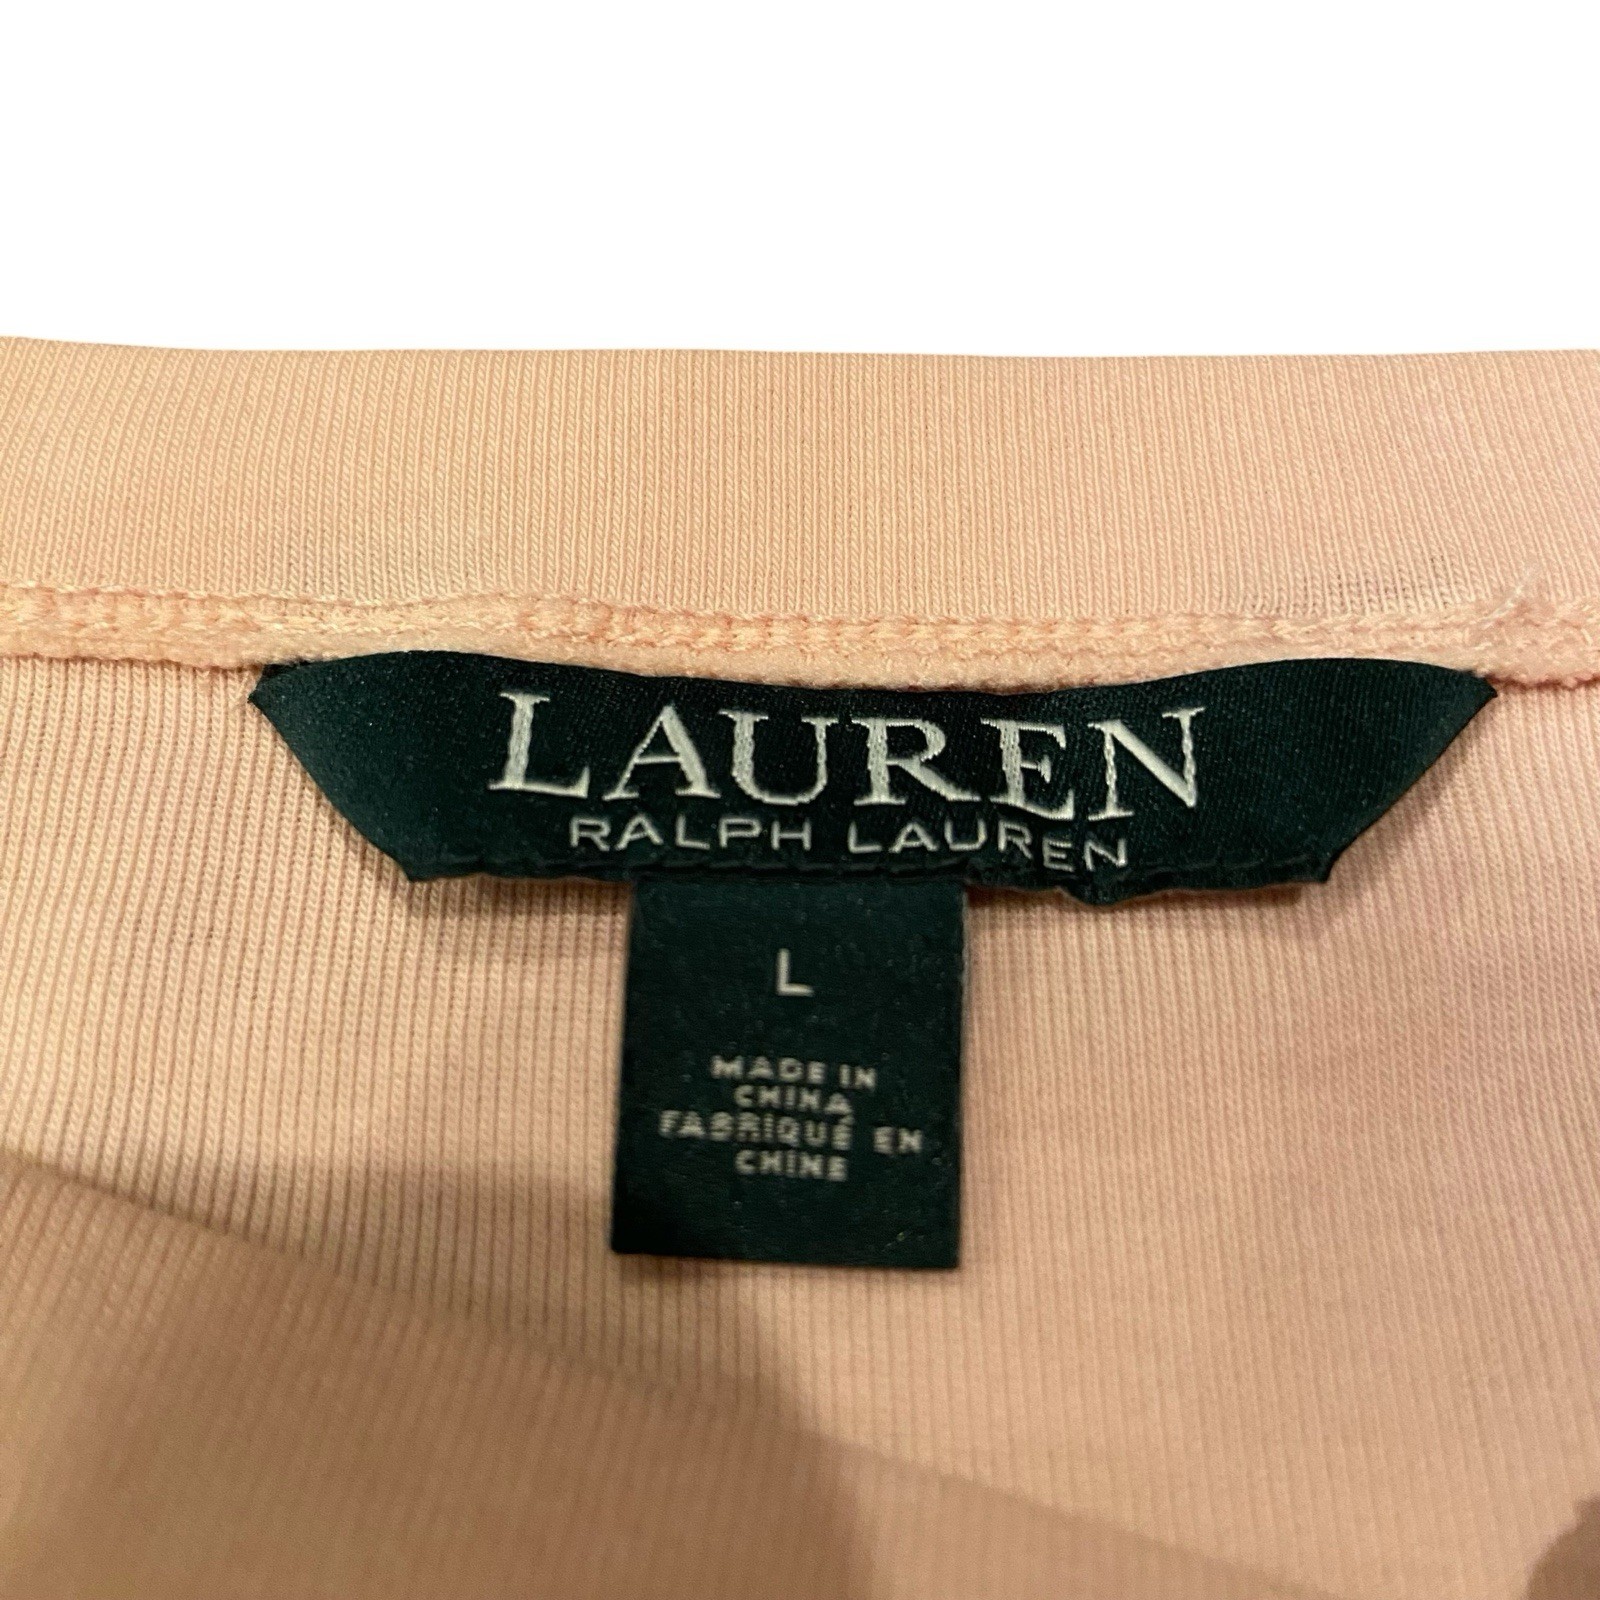 LAUREN
RALPH LAUREN
L
MADE IN
CHINA
FABRIQUÉ EN
CHINE